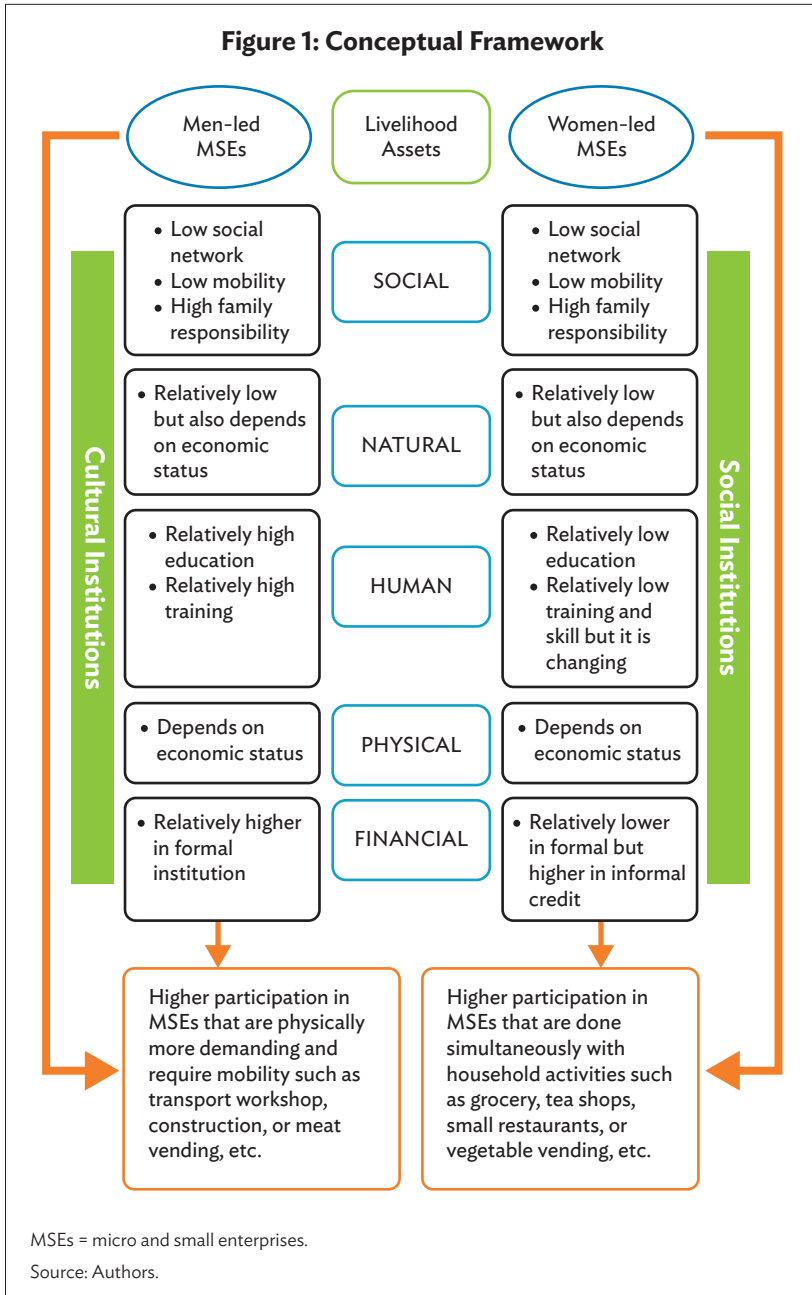 Figure 1: Conceptual Framework
Men-led
MSEs
Livelihood
Assets
Women-led
MSEs
Cultural Institutions
• Low social
network
• Low mobility
• High family
responsibility
SOCIAL
• Low social
network
• Low mobility
• High family
responsibility
Social Institutions
• Relatively low
but also depends
on economic
status
NATURAL
• Relatively low
but also depends
on economic
status
• Relatively high
education
• Relatively high
training
HUMAN
• Relatively low
education
• Relatively low
training and
skill but it is
changing
• Depends on
economic status
PHYSICAL
• Depends on
economic status
• Relatively higher
in formal
institution
FINANCIAL
• Relatively lower
in formal but
higher in informal
credit
Higher participation in
MSEs that are physically
more demanding and
require mobility such as
transport workshop,
construction, or meat
vending, etc.
Higher participation in
MSEs that are done
simultaneously with
household activities such
as grocery, tea shops,
small restaurants, or
vegetable vending, etc.
MSEs = micro and small enterprises.
Source: Authors.